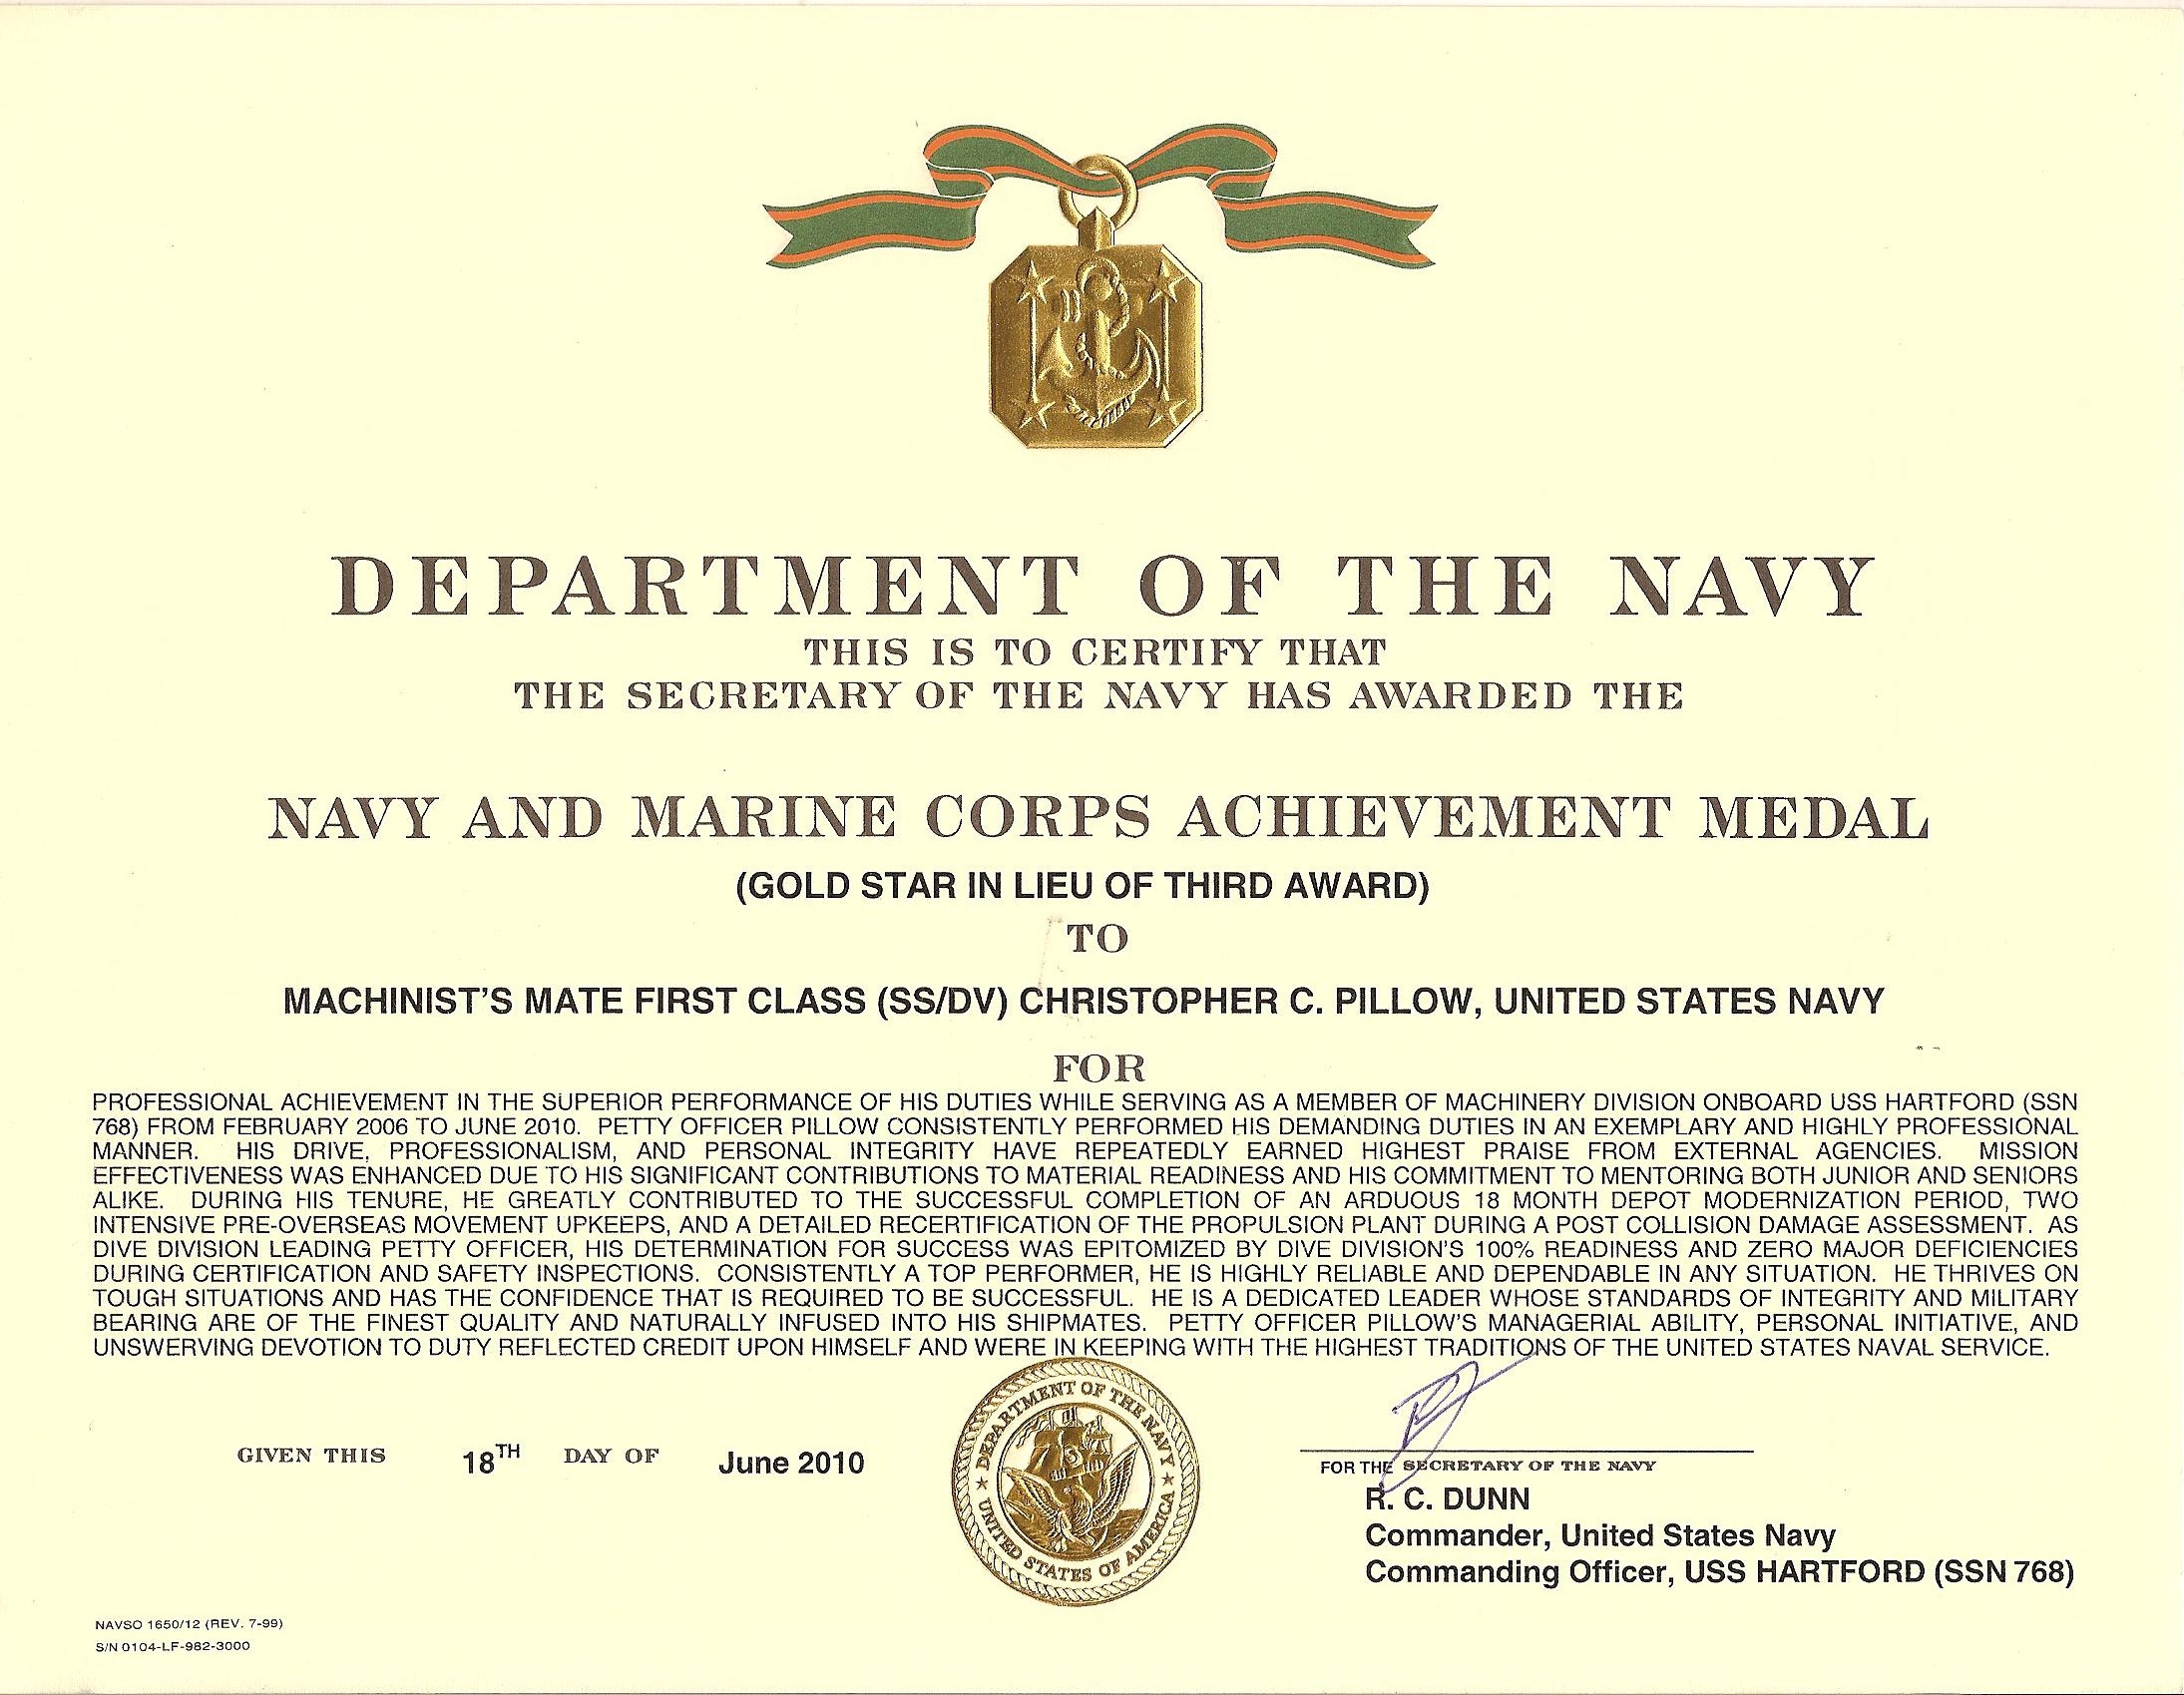 DEPARTMENT OF THE NAVY
THIS IS TO CERTIFY THAT
THE SECRETARY OF THE NAVY HAS AWARDED THE
NAVY AND MARINE CORPS ACHIEVEMENT MEDAL
(GOLD STAR IN LIEU OF THIRD AWARD)
TO
MACHINIST'S MATE FIRST CLASS (SS/DV) CHRISTOPHER C. PILLOW, UNITED STATES NAVY
FOR
PROFESSIONAL ACHIEVEMENT IN THE SUPERIOR PERFORMANCE OF HIS DUTIES WHILE SERVING AS A MEMBER OF MACHINERY DIVISION ONBOARD USS HARTFORD (SSN
768) FROM FEBRUARY 2006 TO JUNE 2010. PETTY OFFICER PILLOW CONSISTENTLY PERFORMED HIS DEMANDING DUTIES IN AN EXEMPLARY AND HIGHLY PROFESSIONAL
MANNER. HIS DRIVE, PROFESSIONALISM, AND PERSONAL INTEGRITY HAVE REPEATEDLY EARNED HIGHEST PRAISE FROM EXTERNAL AGENCIES. MISSION
EFFECTIVENESS WAS ENHANCED DUE TO HIS SIGNIFICANT CONTRIBUTIONS TO MATERIAL READINESS AND HIS COMMITMENT TO MENTORING BOTH JUNIOR AND SENIORS
ALIKE. DURING HIS TENURE, HE GREATLY CONTRIBUTED TO THE SUCCESSFUL COMPLETION OF AN ARDUOUS 18 MONTH DEPOT MODERNIZATION PERIOD, TWO
INTENSIVE PRE-OVERSEAS MOVEMENT UPKEEPS, AND A DETAILED RECERTIFICATION OF THE PROPULSION PLANT DURING A POST COLLISION DAMAGE ASSESSMENT. AS
DIVE DIVISION LEADING PETTY OFFICER, HIS DETERMINATION FOR SUCCESS WAS EPITOMIZED BY DIVE DIVISION'S 100% READINESS AND ZERO MAJOR DEFICIENCIES
DURING CERTIFICATION AND SAFETY INSPECTIONS. CONSISTENTLY A TOP PERFORMER, HE IS HIGHLY RELIABLE AND DEPENDABLE IN ANY SITUATION. HE THRIVES ON
TOUGH SITUATIONS AND HAS THE CONFIDENCE THAT IS REQUIRED TO BE SUCCESSFUL. HE IS A DEDICATED LEADER WHOSE STANDARDS OF INTEGRITY AND MILITARY
BEARING ARE OF THE FINEST QUALITY AND NATURALLY INFUSED INTO HIS SHIPMATES. PETTY OFFICER PILLOW'S MANAGERIAL ABILITY, PERSONAL INITIATIVE, AND
UNSWERVING DEVOTION TO DUTY REFLECTED CREDIT UPON HIMSELF AND WERE IN KEEPING WITH THE HIGHEST TRADITIONS OF THE UNITED STATES NAVAL SERVICE.
GIVEN THIS 18TH DAY OF June 2010
DEPARTMENT OF THE NAVY
★ UNITED STATES OF AMERICA ★
FOR THE SECRETARY OF THE NAVY
R. C. DUNN
Commander, United States Navy
Commanding Officer, USS HARTFORD (SSN 768)
NAVSO 1650/12 (REV. 7-99)
S/N 0104-LF-982-3000